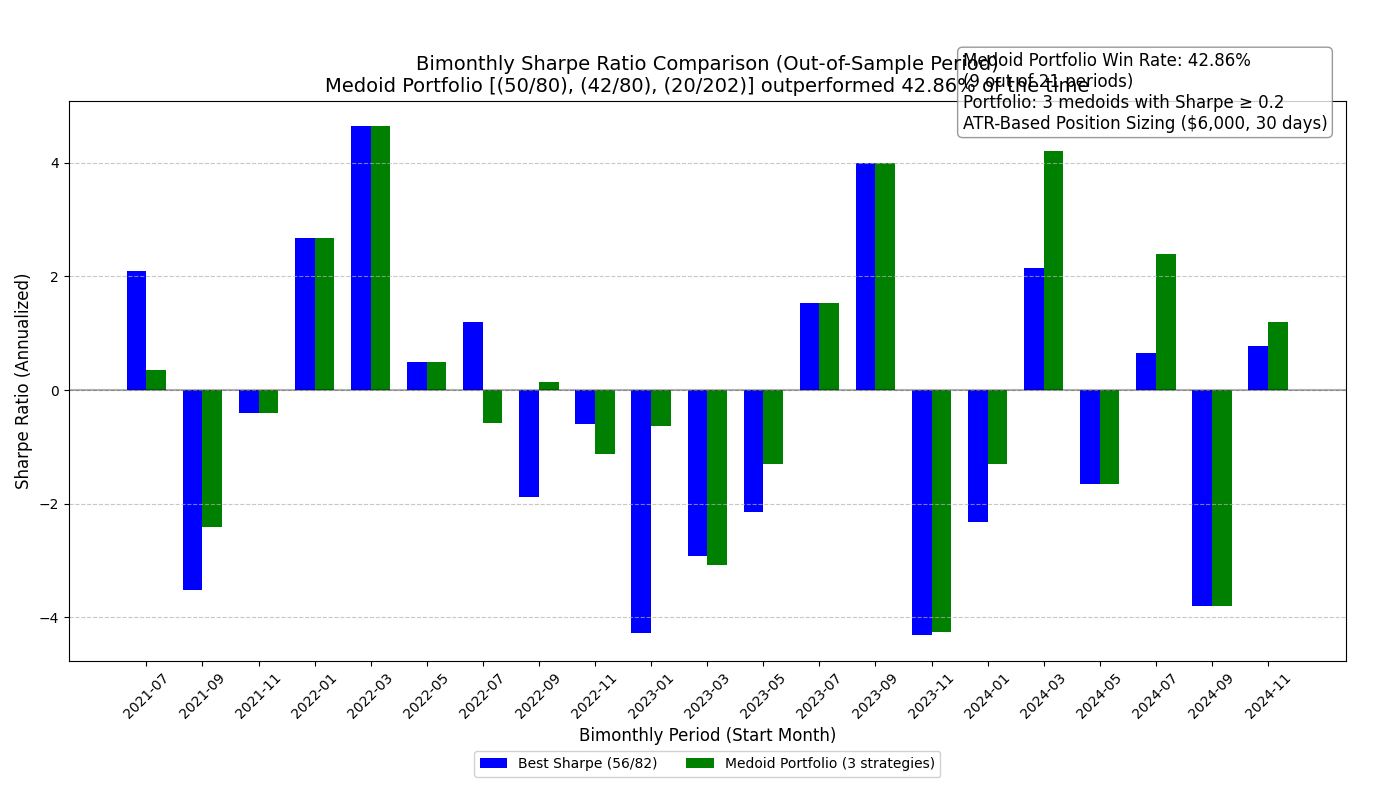 Bimonthly Sharpe Ratio Comparison (Out-of-Sample Period)
Medoid Portfolio [(50/80), (42/80), (20/202)] outperformed 42.86% of the time
Medoid Portfolio Win Rate: 42.86%
(9 out of 21 periods)
Portfolio: 3 medoids with Sharpe ≥ 0.2
ATR-Based Position Sizing ($6,000, 30 days)
Sharpe Ratio (Annualized)
4
2
0
−2
−4
2021-07
2021-09
2021-11
2022-01
2022-03
2022-05
2022-07
2022-09
2022-11
2023-01
2023-03
2023-05
2023-07
2023-09
2023-11
2024-01
2024-03
2024-05
2024-07
2024-09
2024-11
Bimonthly Period (Start Month)
Best Sharpe (56/82)
Medoid Portfolio (3 strategies)